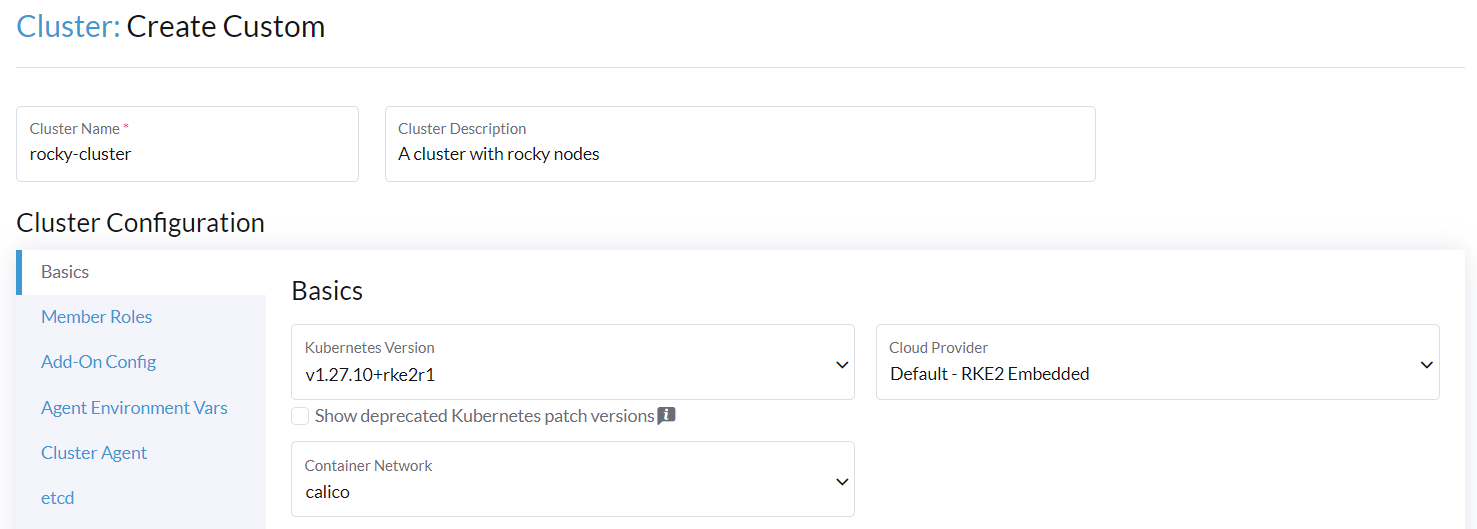 Cluster: Create Custom
Cluster Name *
rocky-cluster
Cluster Description
A cluster with rocky nodes
Cluster Configuration
Basics
Member Roles
Add-On Config
Agent Environment Vars
Cluster Agent
etcd
Basics
Kubernetes Version
v1.27.10+rke2r1
Cloud Provider
Default - RKE2 Embedded
Show deprecated Kubernetes patch versions
Container Network
calico